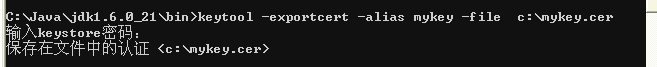 C:\Java\jdk1.6.0_21\bin>keytool -exportcert -alias mykey -file  c:\mykey.cer
输入keystore密码：
保存在文件中的认证 <c:\mykey.cer>